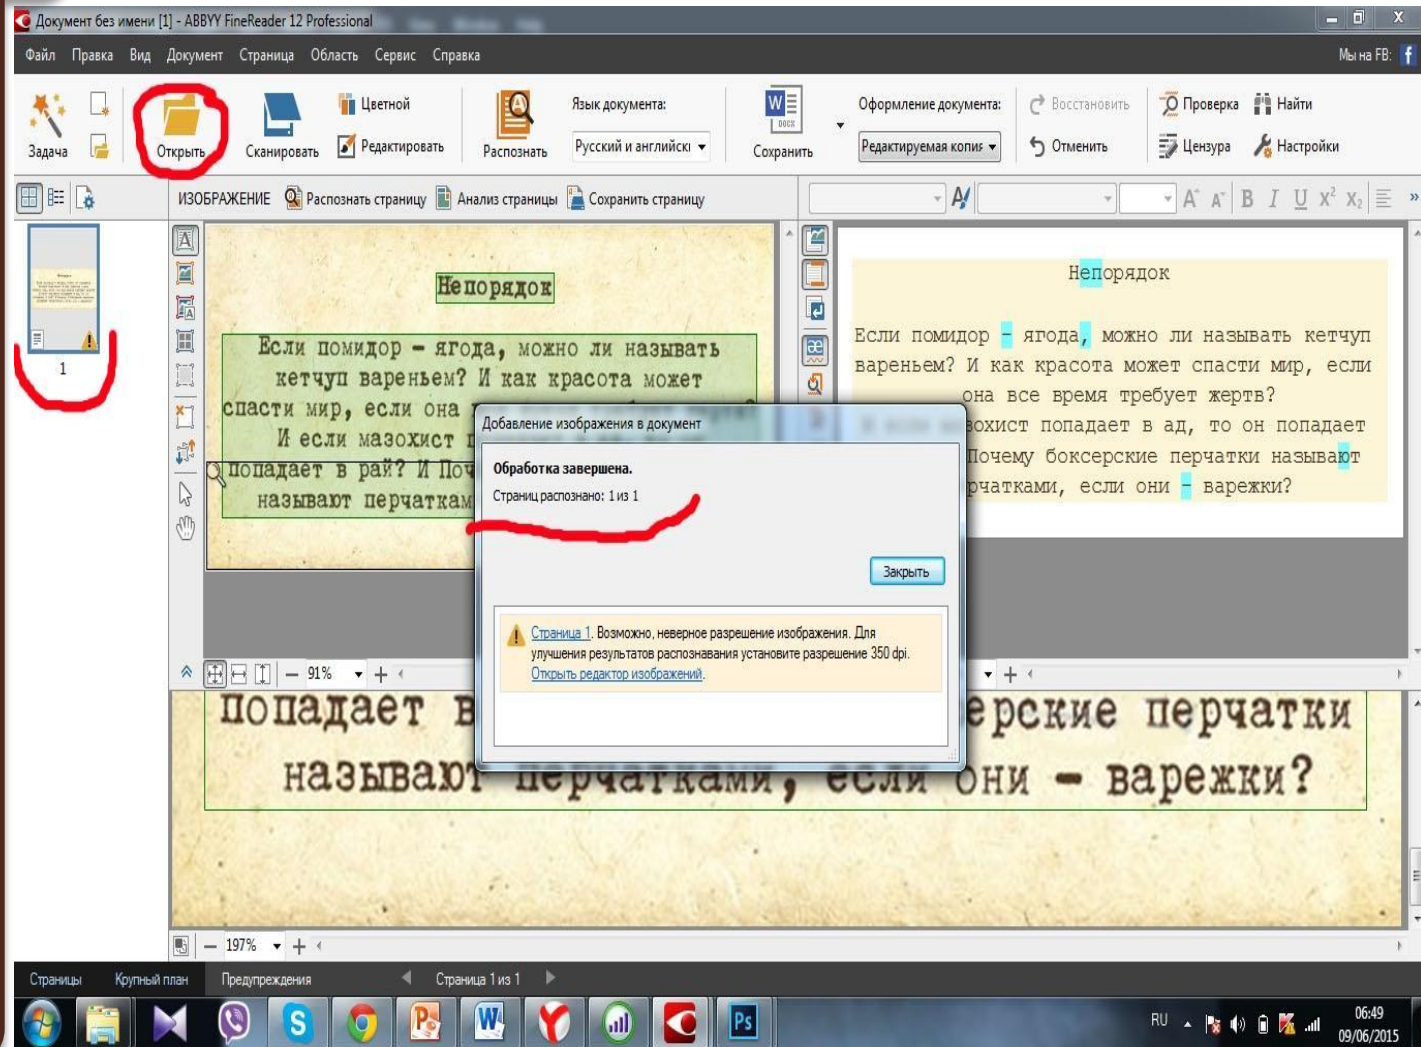 Документ без имени [1] - ABBYY FineReader 12 Professional
Файл Правка Вид Документ Страница Область Сервис Справка
Мы на FB:
Задача
Открыть
Сканировать
Цветной
Редактировать
Распознать
Язык документа:
Русский и английскі
W
DOCX
Сохранить
Оформление документа:
Редактируемая копия
Восстановить
Отменить
Проверка
Цензура
Найти
Настройки
ИЗОБРАЖЕНИЕ Распознать страницу Анализ страницы Сохранить страницу
B I U X² X₂ »
1
Непорядок
Если помидор – ягода, можно ли называть
кетчуп вареньем? И как красота может
спасти мир, если она
И если мазохист
попадает в рай? И
называют перчаткам
Непорядок
Если помидор – ягода, можно ли называть кетчуп
вареньем? И как красота может спасти мир, если
она все время требует жертв?
попадает в ад, то он попадает
Почему боксерские перчатки называют
если они – варежки?
Добавление изображения в документ
Обработка завершена.
Страниц распознано: 1 из 1
Закрыть
Страница 1. Возможно, неверное разрешение изображения. Для
улучшения результатов распознавания установите разрешение 350 dpi.
Открыть редактор изображений.
91%
попадает в перчатки
называют перчатками, если они – варежки?
197%
Страницы Крупный план Предупреждения Страница 1 из 1
RU
06:49
09/06/2015